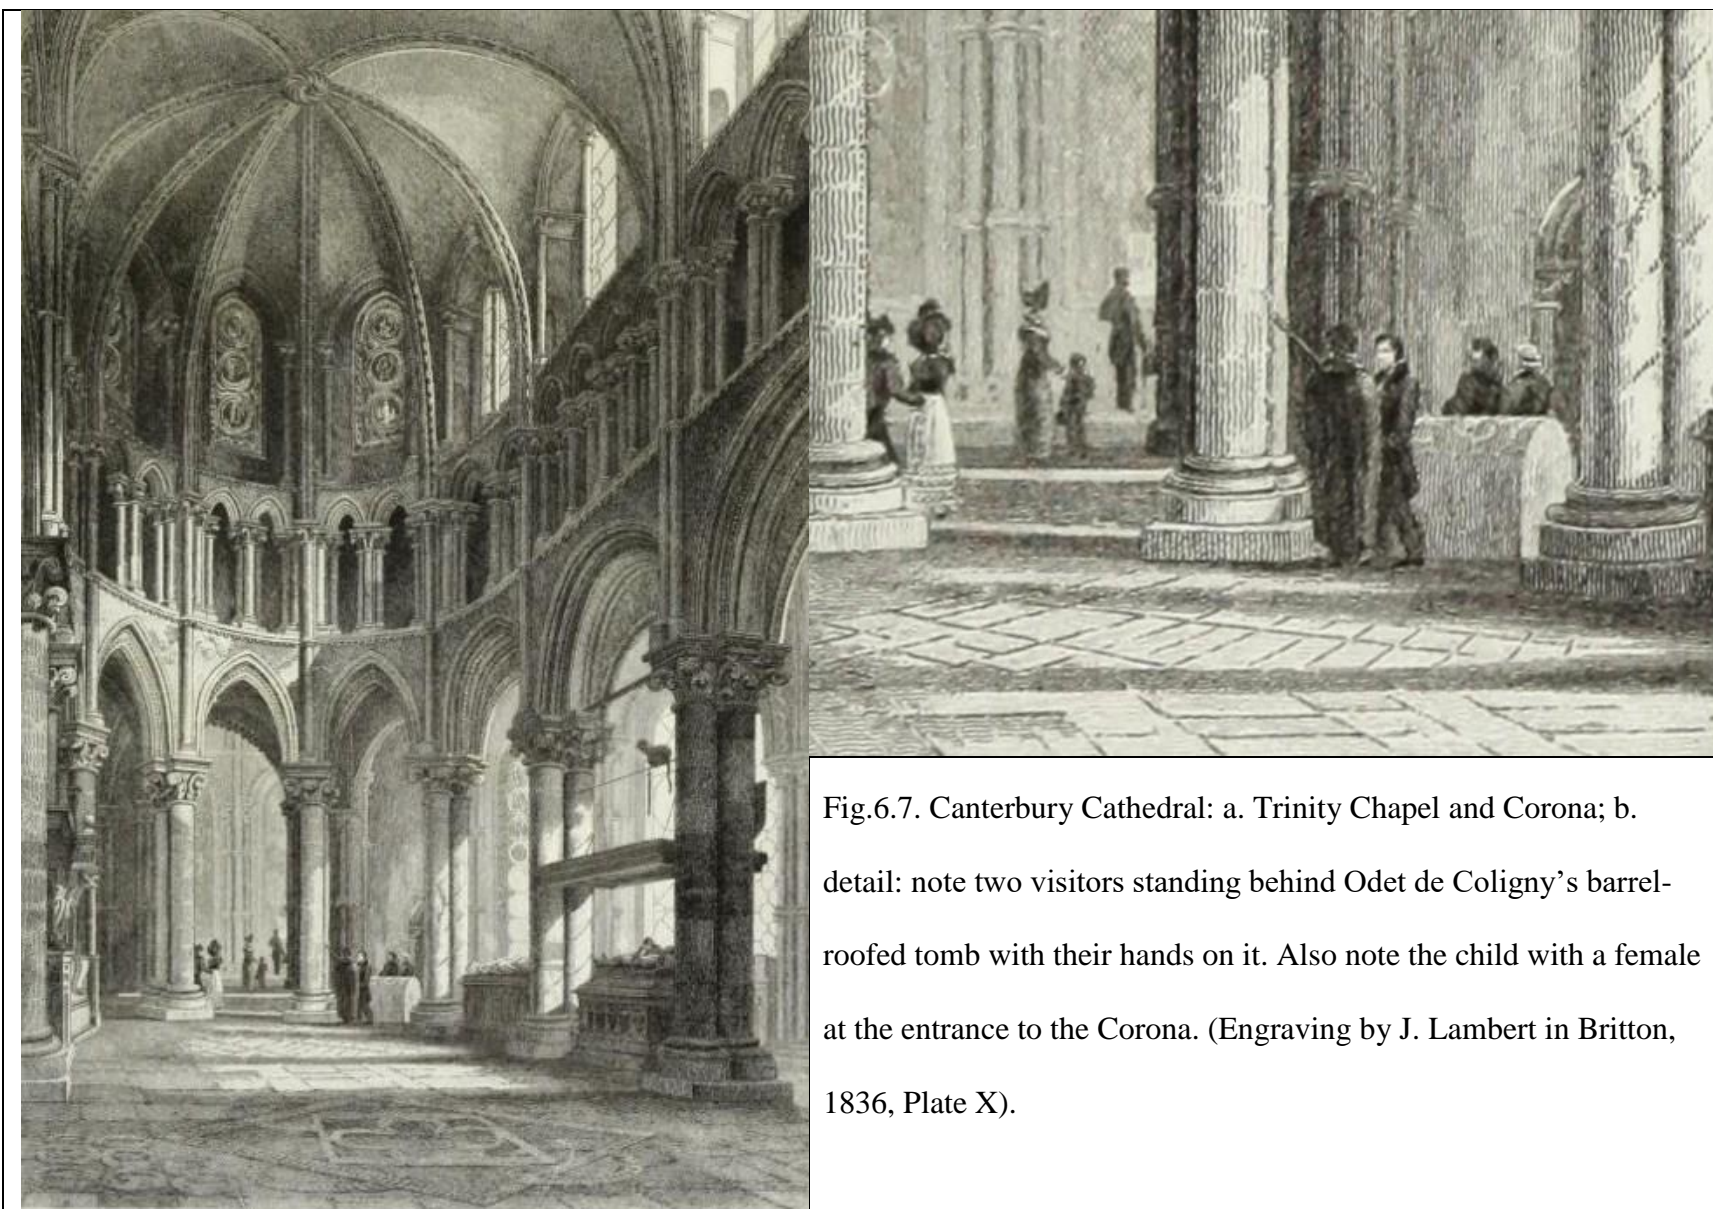 Fig.6.7. Canterbury Cathedral: a. Trinity Chapel and Corona; b.
detail: note two visitors standing behind Odet de Coligny’s barrel-
roofed tomb with their hands on it. Also note the child with a female
at the entrance to the Corona. (Engraving by J. Lambert in Britton,
1836, Plate X).